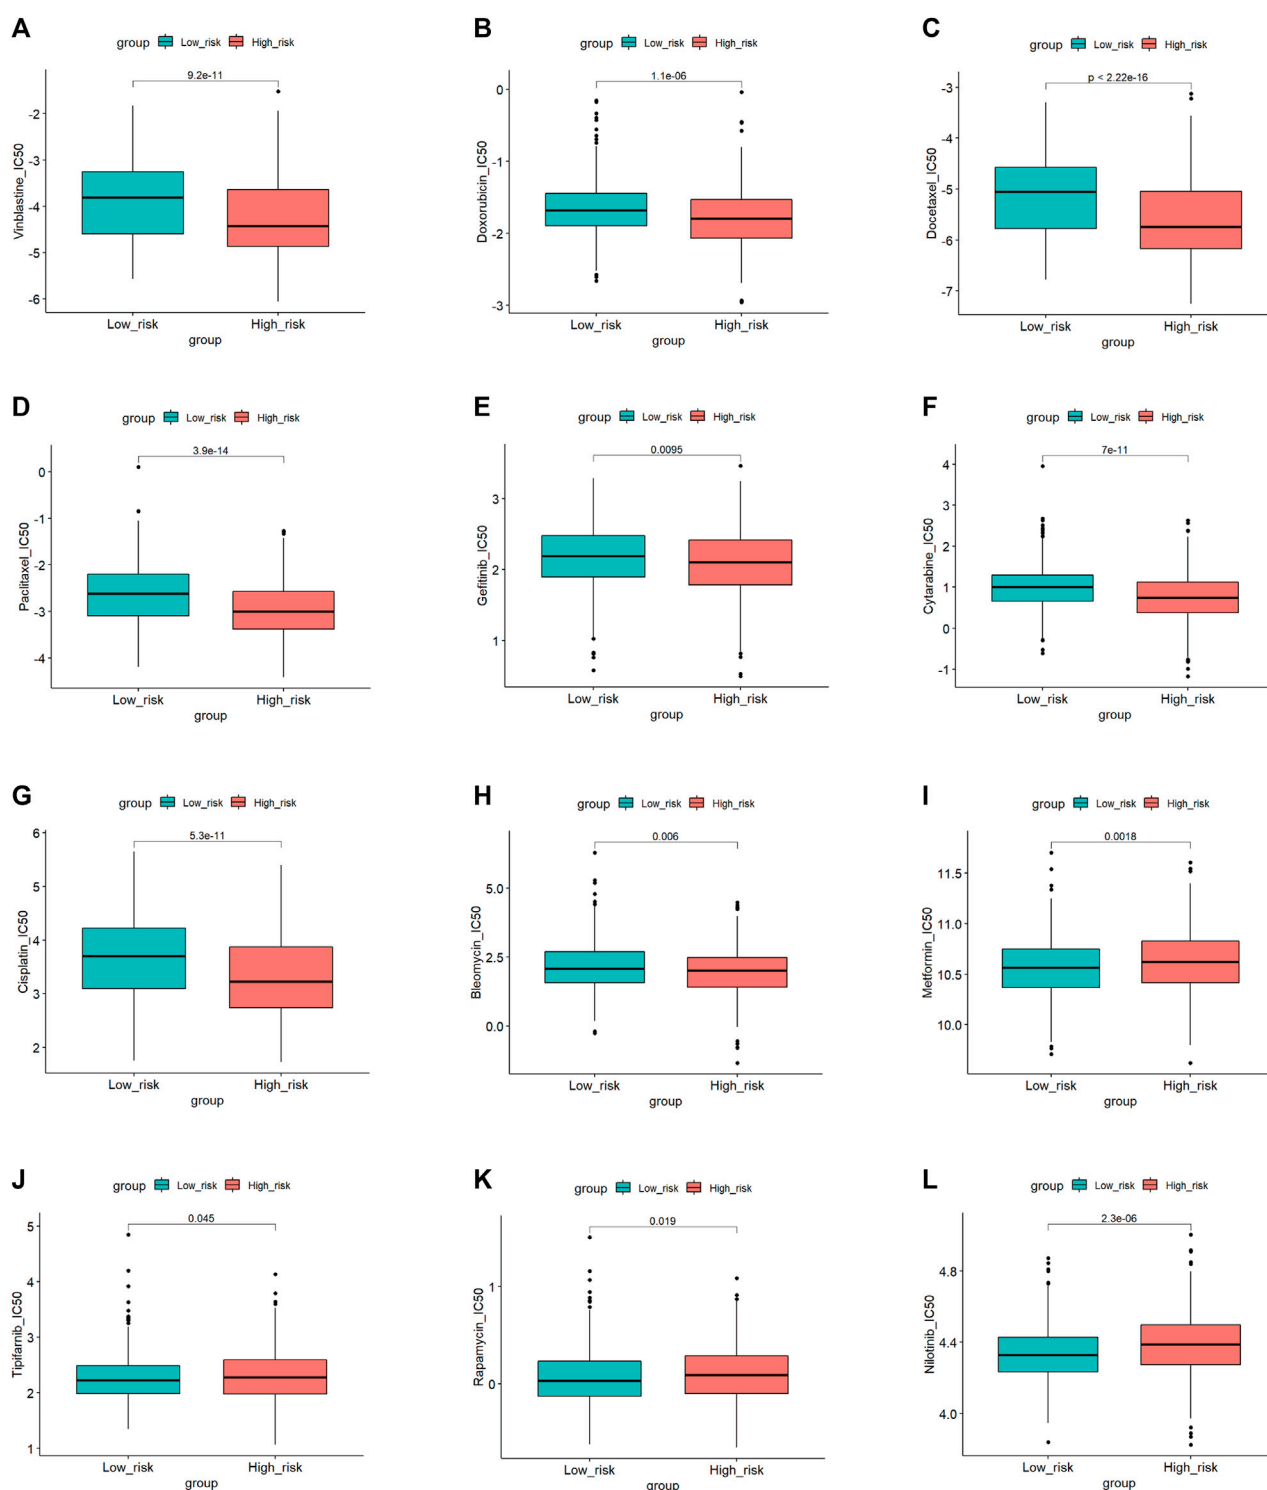 A
group Low_risk High_risk
9.2e-11
-2
-3
-4
-5
-6
Vinblastine_IC50
Low_risk High_risk
group
B
group Low_risk High_risk
1.1e-06
0
-1
-2
-3
Doxorubicin_IC50
Low_risk High_risk
group
C
group Low_risk High_risk
p < 2.22e-16
-3
-4
-5
-6
-7
Docetaxel_IC50
Low_risk High_risk
group
D
group Low_risk High_risk
3.9e-14
0
-1
-2
-3
-4
Paclitaxel_IC50
Low_risk High_risk
group
E
group Low_risk High_risk
0.0095
3
2
1
Gefitinib_IC50
Low_risk High_risk
group
F
group Low_risk High_risk
7e-11
4
3
2
1
0
-1
Cytarabine_IC50
Low_risk High_risk
group
G
group Low_risk High_risk
5.3e-11
6
5
4
3
2
Cisplatin_IC50
Low_risk High_risk
group
H
group Low_risk High_risk
0.006
5.0
2.5
0.0
Bleomycin_IC50
Low_risk High_risk
group
I
group Low_risk High_risk
0.0018
11.5
11.0
10.5
10.0
Metformin_IC50
Low_risk High_risk
group
J
group Low_risk High_risk
0.045
5
4
3
2
1
Tipifarnib_IC50
Low_risk High_risk
group
K
group Low_risk High_risk
0.019
1
0
Rapamycin_IC50
Low_risk High_risk
group
L
group Low_risk High_risk
2.3e-06
4.8
4.4
4.0
Nilotinib_IC50
Low_risk High_risk
group